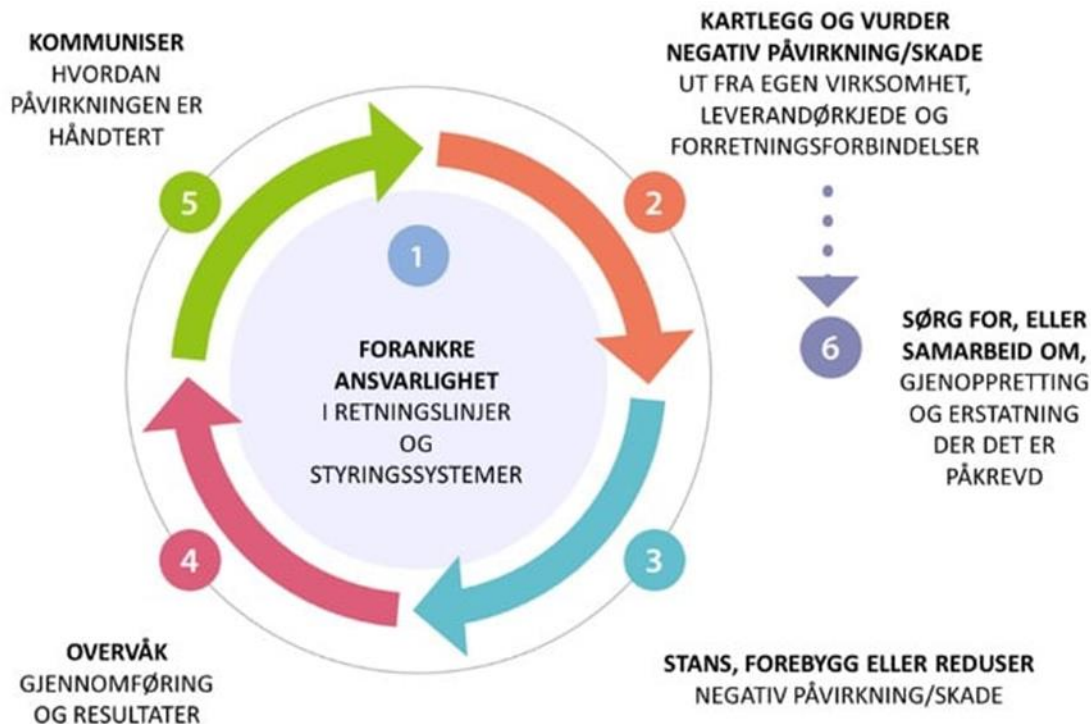 KOMMUNISER
HVORDAN
PÅVIRKNINGEN ER
HÅNDTERT
5
KARTLEGG OG VURDER
NEGATIV PÅVIRKNING/SKADE
UT FRA EGEN VIRKSOMHET,
LEVERANDØRKJEDE OG
FORRETNINGSFORBINDELSER
2
1
FORANKRE
ANSVARLIGHET
I RETNINGSLINJER
OG
STYRINGSSYSTEMER
6
SØRG FOR, ELLER
SAMARBEID OM,
GJENOPPRETTING
OG ERSTATNING
DER DET ER
PÅKREVD
4
OVERVÅK
GJENNOMFØRING
OG RESULTATER
3
STANS, FOREBYGG ELLER REDUSER
NEGATIV PÅVIRKNING/SKADE